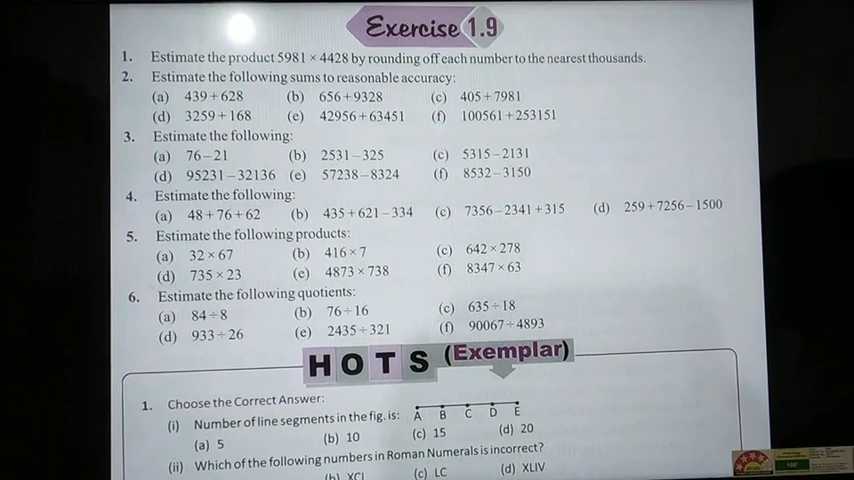 Exercise 1.9
1. Estimate the product 5981 × 4428 by rounding off each number to the nearest thousands.
2. Estimate the following sums to reasonable accuracy:
(a) 439+628 (b) 656+9328 (c) 405+7981
(d) 3259+168 (e) 42956+63451 (f) 100561+253151
3. Estimate the following:
(a) 76−21 (b) 2531−325 (c) 5315−2131
(d) 95231−32136 (e) 57238−8324 (f) 8532−3150
4. Estimate the following:
(a) 48+76+62 (b) 435+621−334 (c) 7356−2341+315 (d) 259+7256−1500
5. Estimate the following products:
(a) 32×67 (b) 416×7 (c) 642×278
(d) 735×23 (e) 4873×738 (f) 8347×63
6. Estimate the following quotients:
(a) 84÷8 (b) 76÷16 (c) 635÷18
(d) 933÷26 (e) 2435÷321 (f) 90067÷4893
HOTS (Exemplar)
1. Choose the Correct Answer:
(i) Number of line segments in the fig. is: A B C D E
(a) 5 (b) 10 (c) 15 (d) 20
(ii) Which of the following numbers in Roman Numerals is incorrect?
(b) XCI (c) LC (d) XLIV